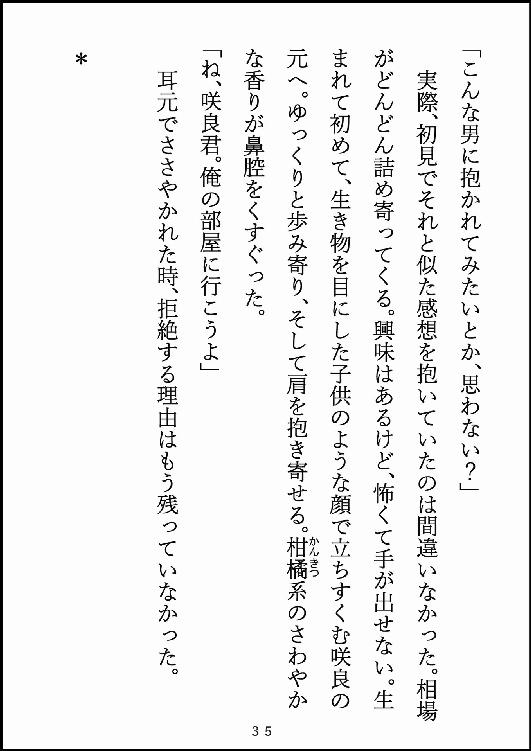 「こんな男に抱かれてみたいとか、思わない？」
　実際、初見でそれと似た感想を抱いていたのは間違いなかった。相場
がどんどん詰め寄ってくる。興味はあるけど、怖くて手が出せない。生
まれて初めて、生き物を目にした子供のような顔で立ちすくむ咲良の
元へ。ゆっくりと歩み寄り、そして肩を抱き寄せる。柑橘系のさわやか
かんきつ
な香りが鼻腔をくすぐった。
「ね、咲良君。俺の部屋に行こうよ」
　耳元でささやかれた時、拒絶する理由はもう残っていなかった。
＊
35